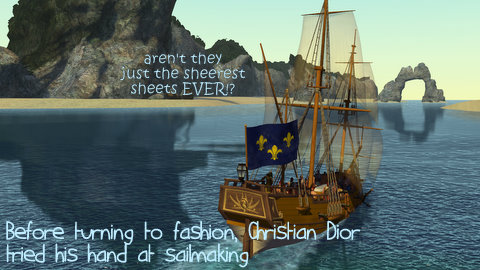 aren't they
just the sheerest
sheets EVER!?
Before turning to fashion, Christian Dior
tried his hand at sailmaking